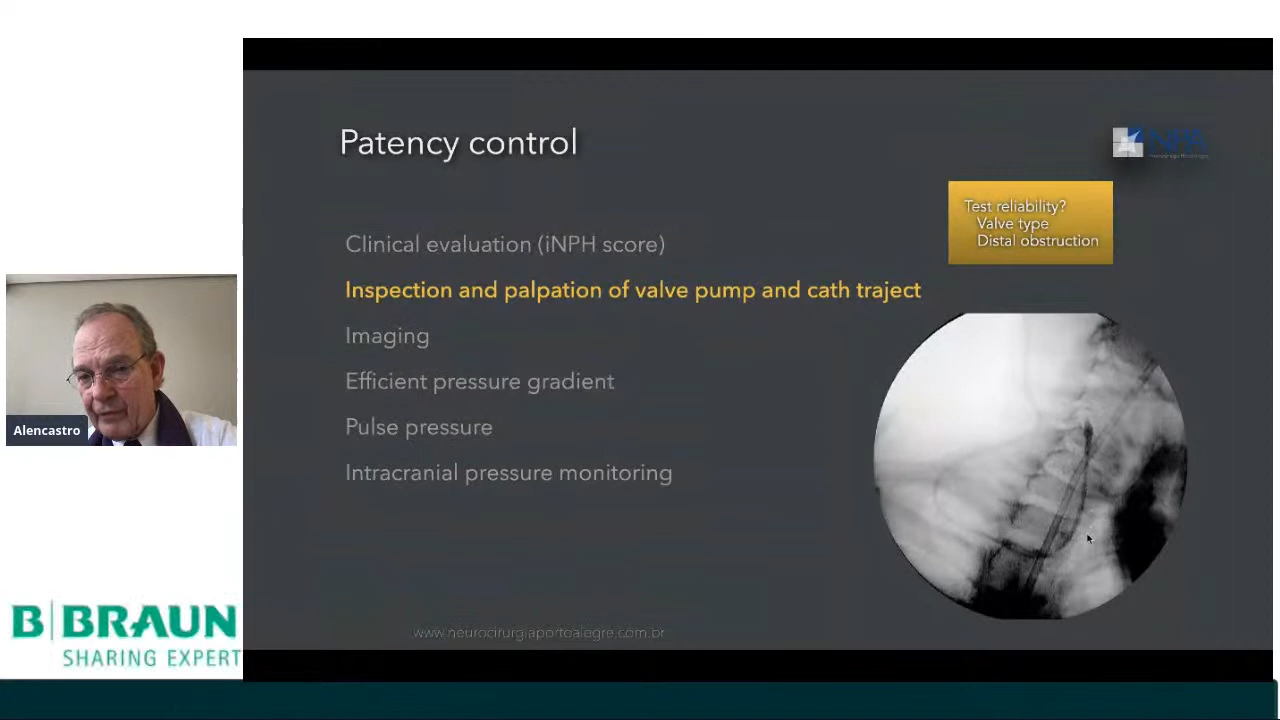 Patency control
NPA
Test reliability?
Valve type
Distal obstruction
Clinical evaluation (iNPH score)
Inspection and palpation of valve pump and cath traject
Imaging
Efficient pressure gradient
Pulse pressure
Intracranial pressure monitoring
www.neurocirurgiaportoalegre.com.br
Alencastro
B|BRAUN
SHARING EXPERT